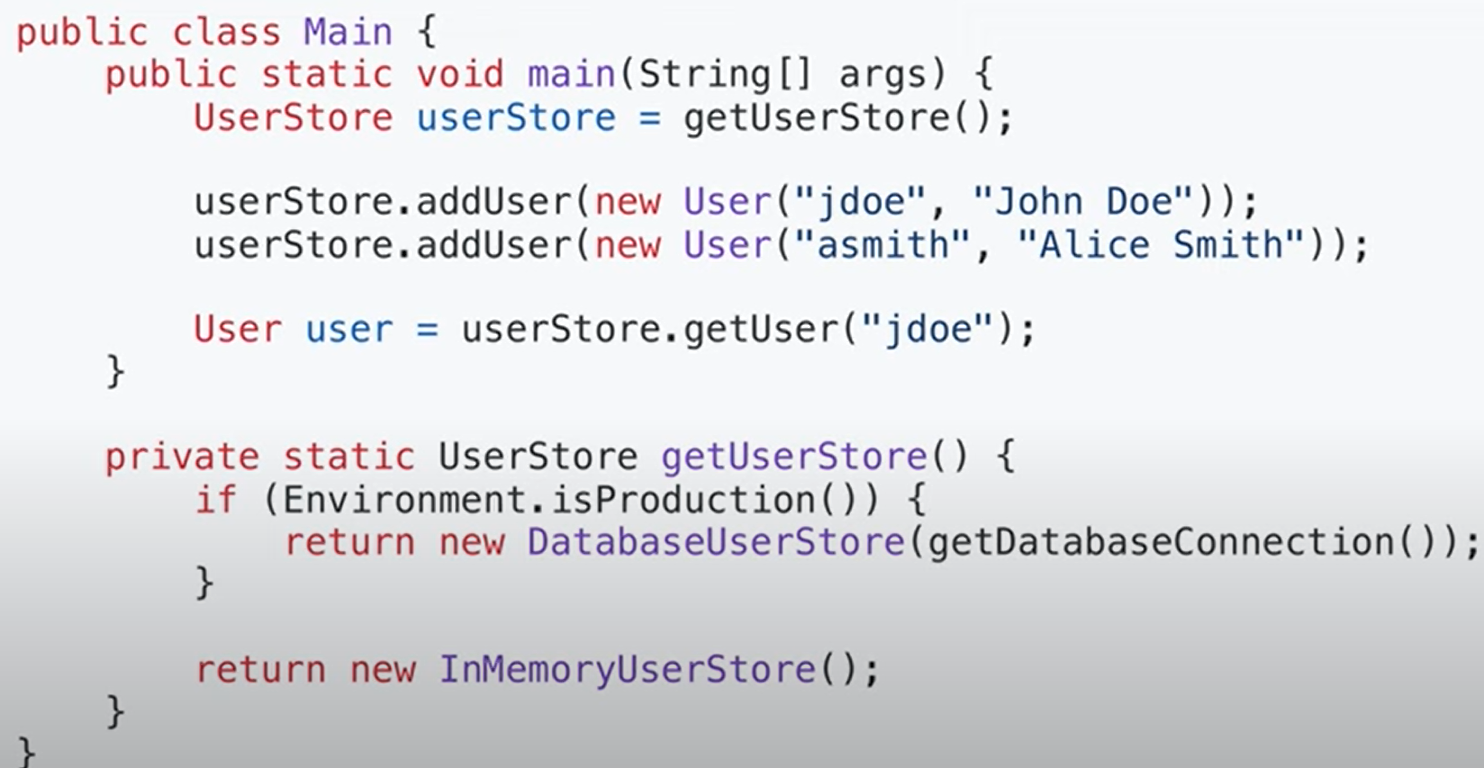 public class Main {
    public static void main(String[] args) {
        UserStore userStore = getUserStore();

        userStore.addUser(new User("jdoe", "John Doe"));
        userStore.addUser(new User("asmith", "Alice Smith"));

        User user = userStore.getUser("jdoe");
    }

    private static UserStore getUserStore() {
        if (Environment.isProduction()) {
            return new DatabaseUserStore(getDatabaseConnection());
        }

        return new InMemoryUserStore();
    }
}